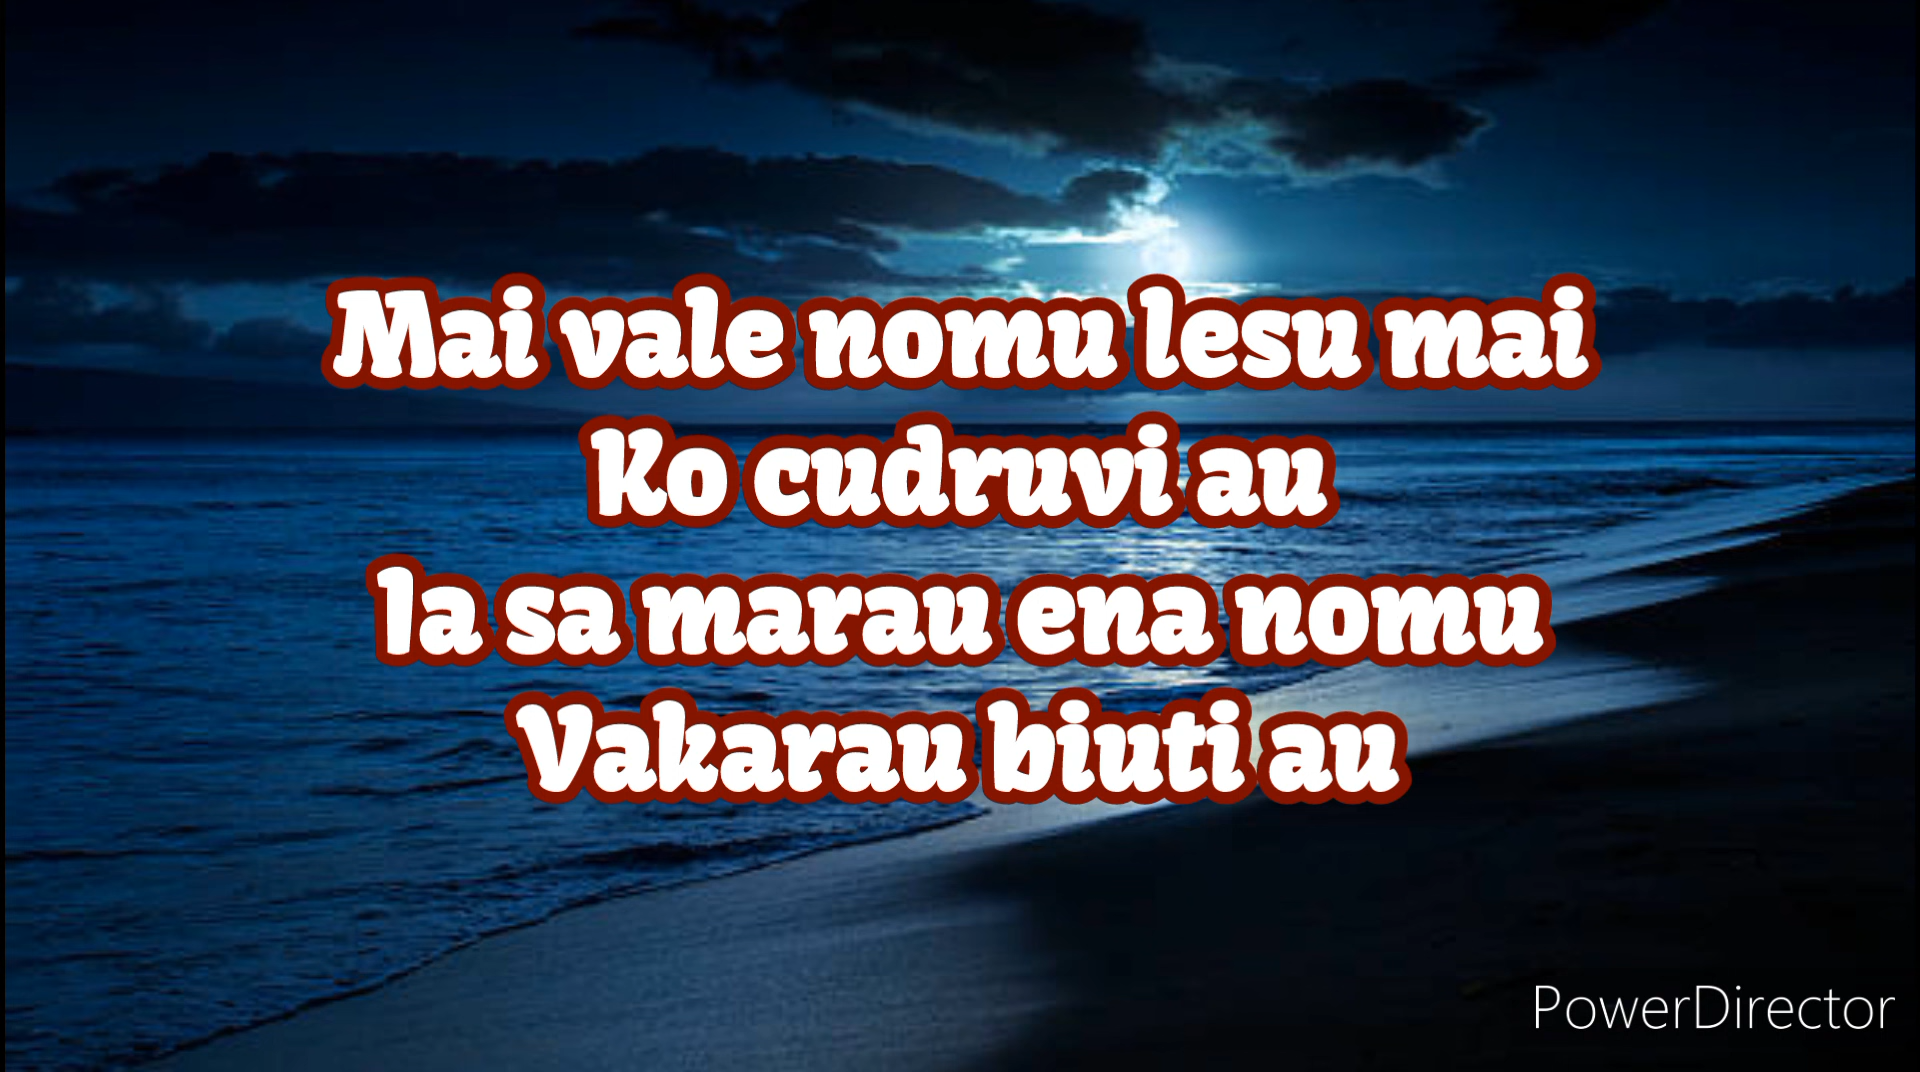 Mai vale nomu lesu mai
Ko cudruvi au
Ia sa marau ena nomu
Vakarau biuti au
PowerDirector